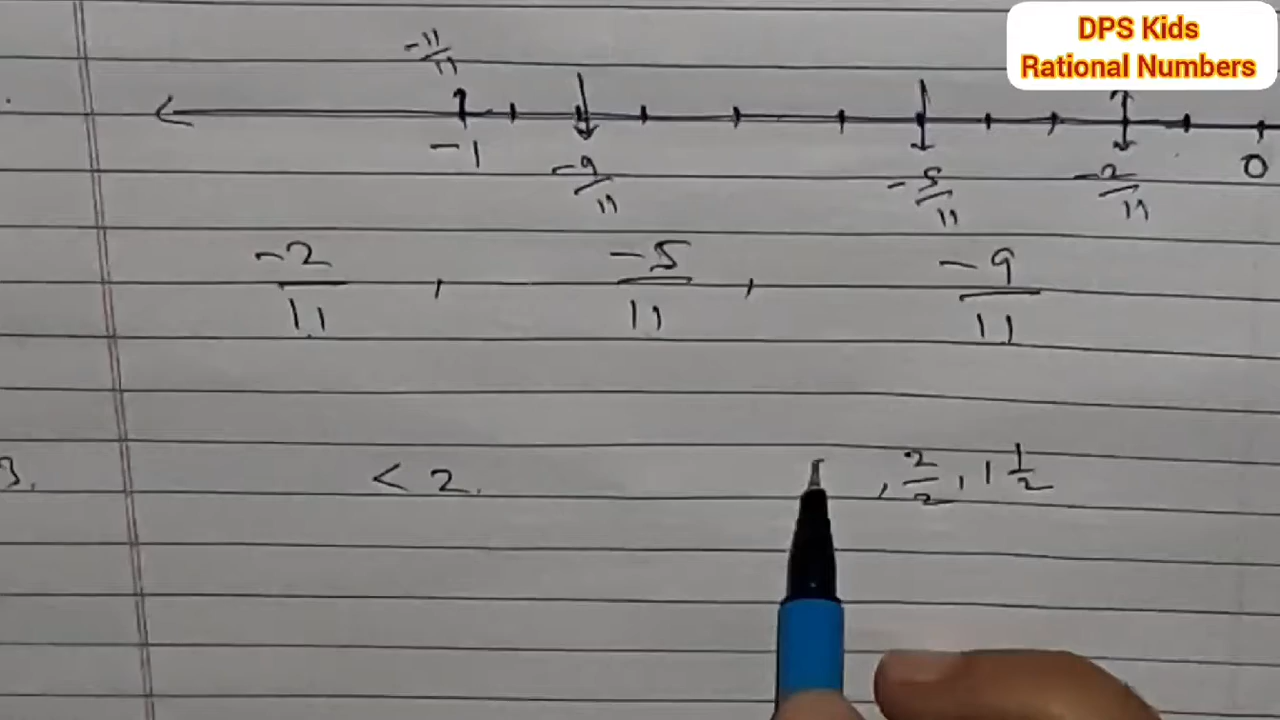 DPS Kids
Rational Numbers
-11/11
-1 -9/11 -5/11 -2/11 0
-2/11 , -5/11 , -9/11
3. < 2. , 2/2 , 1 1/2